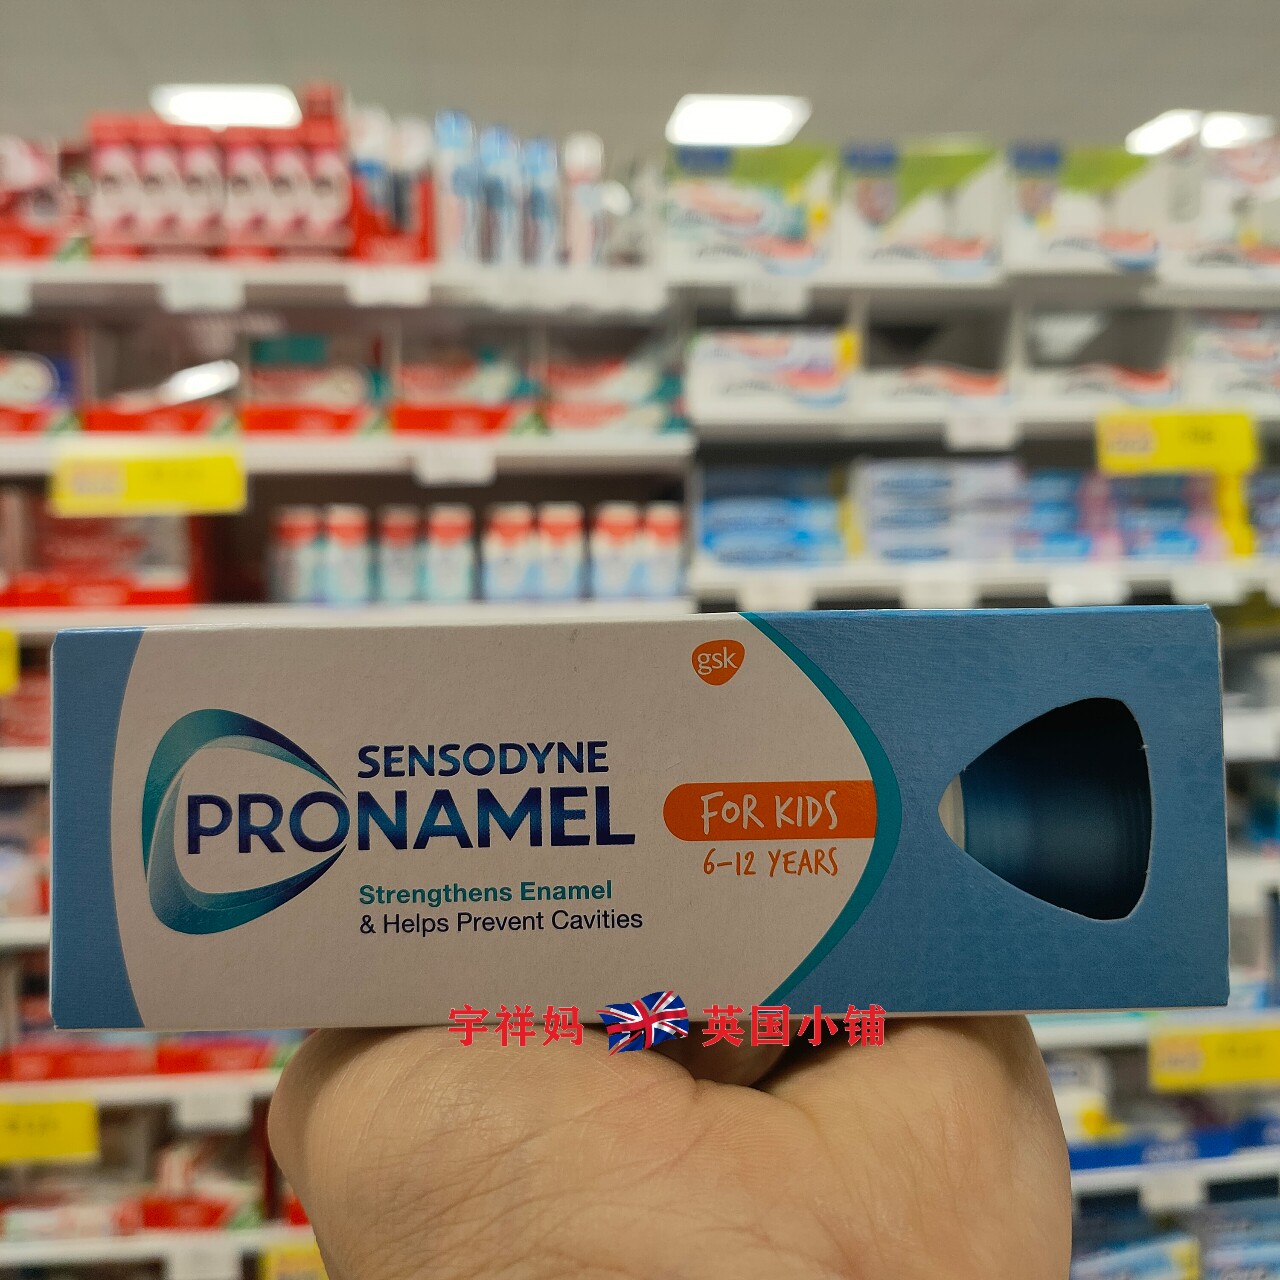 gsk
SENSODYNE
PRONAMEL
FOR KIDS
6-12 YEARS
Strengthens Enamel
& Helps Prevent Cavities
宇祥妈 英国小铺